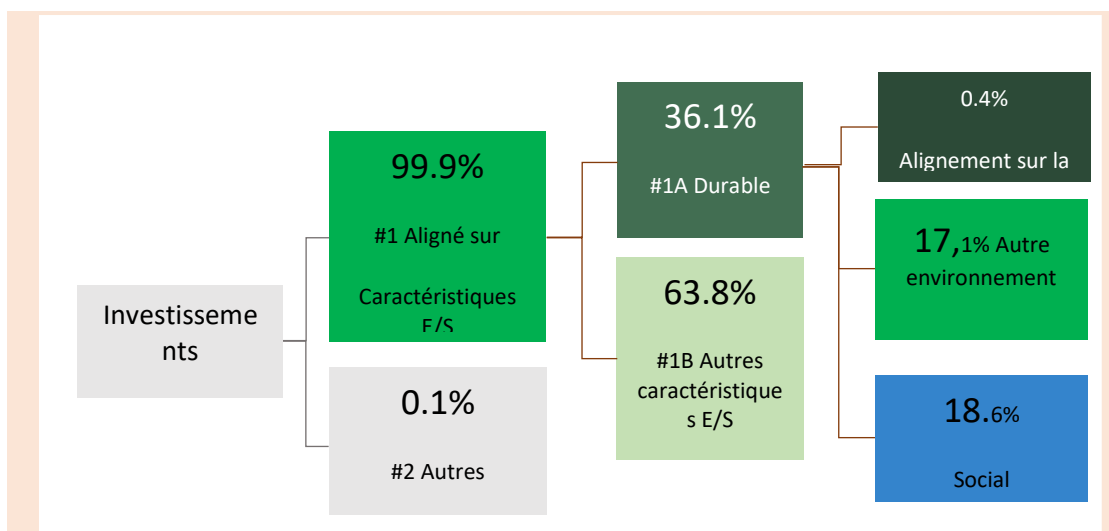 Investisseme
nts
99.9%
#1 Aligné sur
Caractéristiques
E/S
0.1%
#2 Autres
36.1%
#1A Durable
63.8%
#1B Autres
caractéristique
s E/S
0.4%
Alignement sur la
17,1% Autre
environnement
18.6%
Social